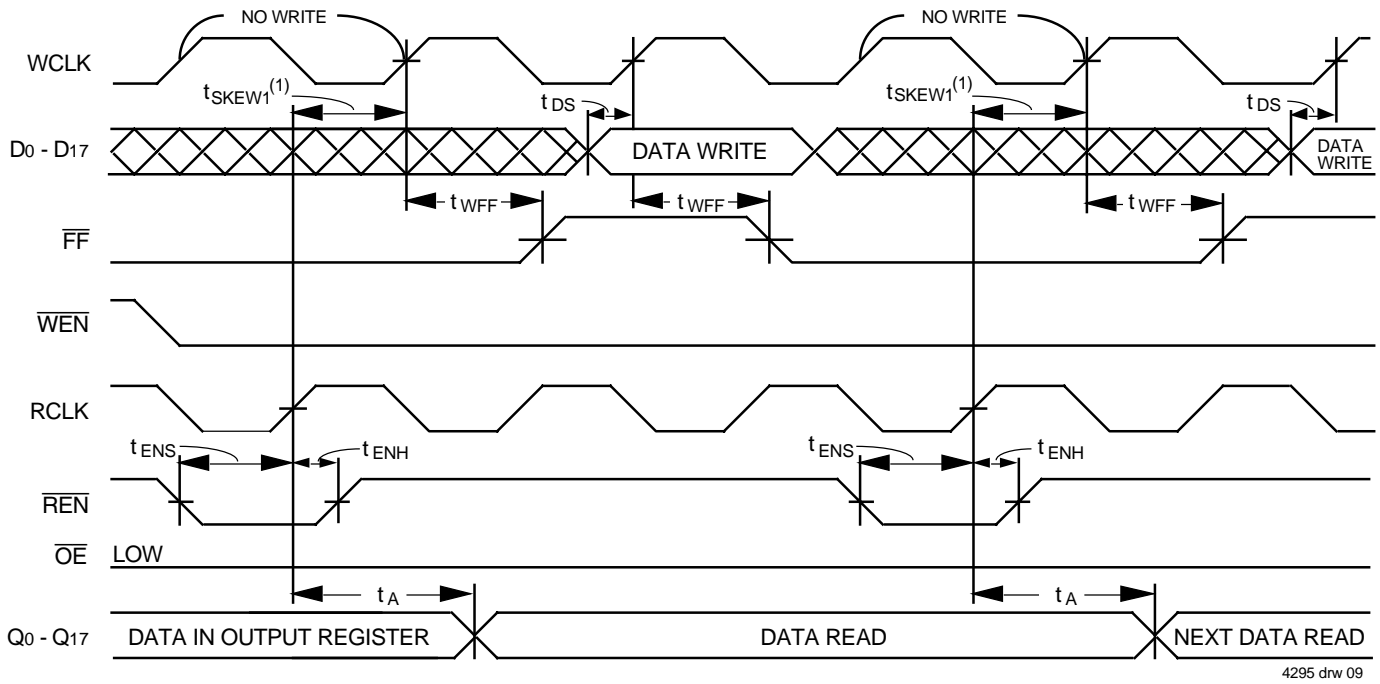 NO WRITE
NO WRITE
WCLK
tSKEW1(1)
tDS
tSKEW1(1)
tDS
D0 - D17
DATA WRITE
DATA
WRITE
tWFF
tWFF
tWFF
FF
WEN
RCLK
tENS
tENH
tENS
tENH
REN
OE
LOW
tA
tA
Q0 - Q17
DATA IN OUTPUT REGISTER
DATA READ
NEXT DATA READ
4295 drw 09